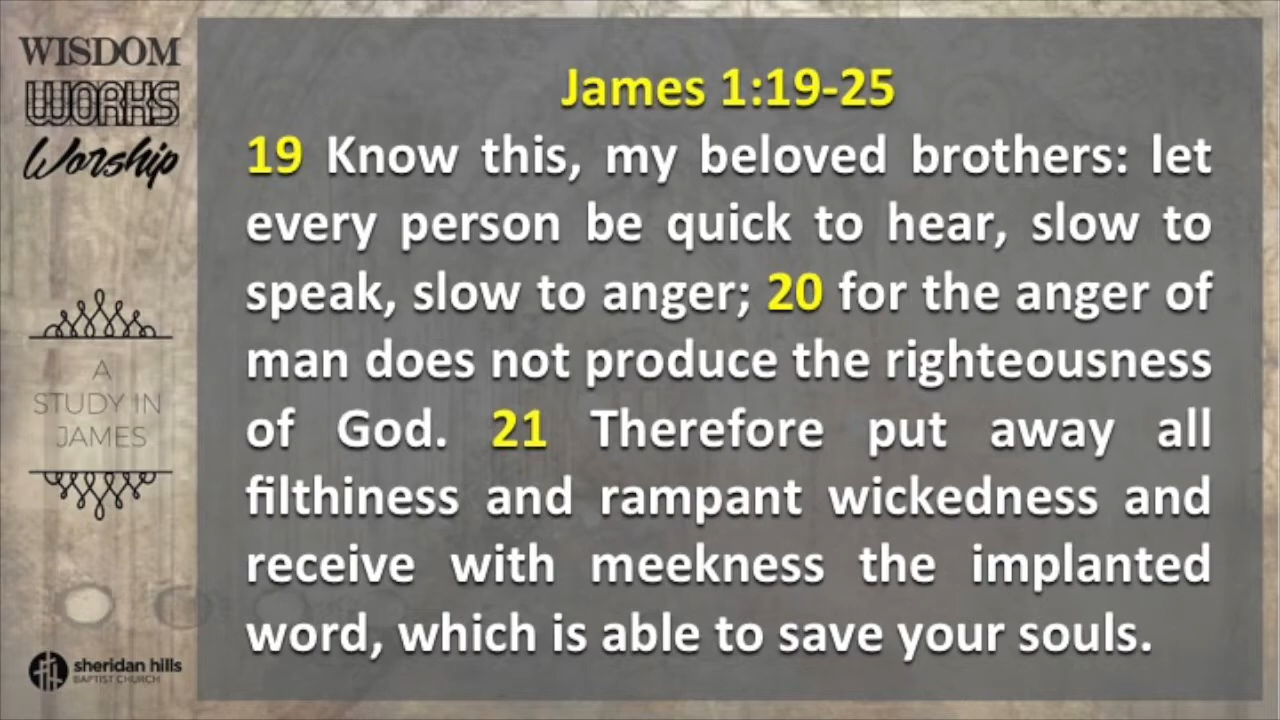 WISDOM
WORKS
Worship
A
STUDY IN
JAMES
sheridan hills
BAPTIST CHURCH
James 1:19-25
19 Know this, my beloved brothers: let
every person be quick to hear, slow to
speak, slow to anger; 20 for the anger of
man does not produce the righteousness
of God. 21 Therefore put away all
filthiness and rampant wickedness and
receive with meekness the implanted
word, which is able to save your souls.